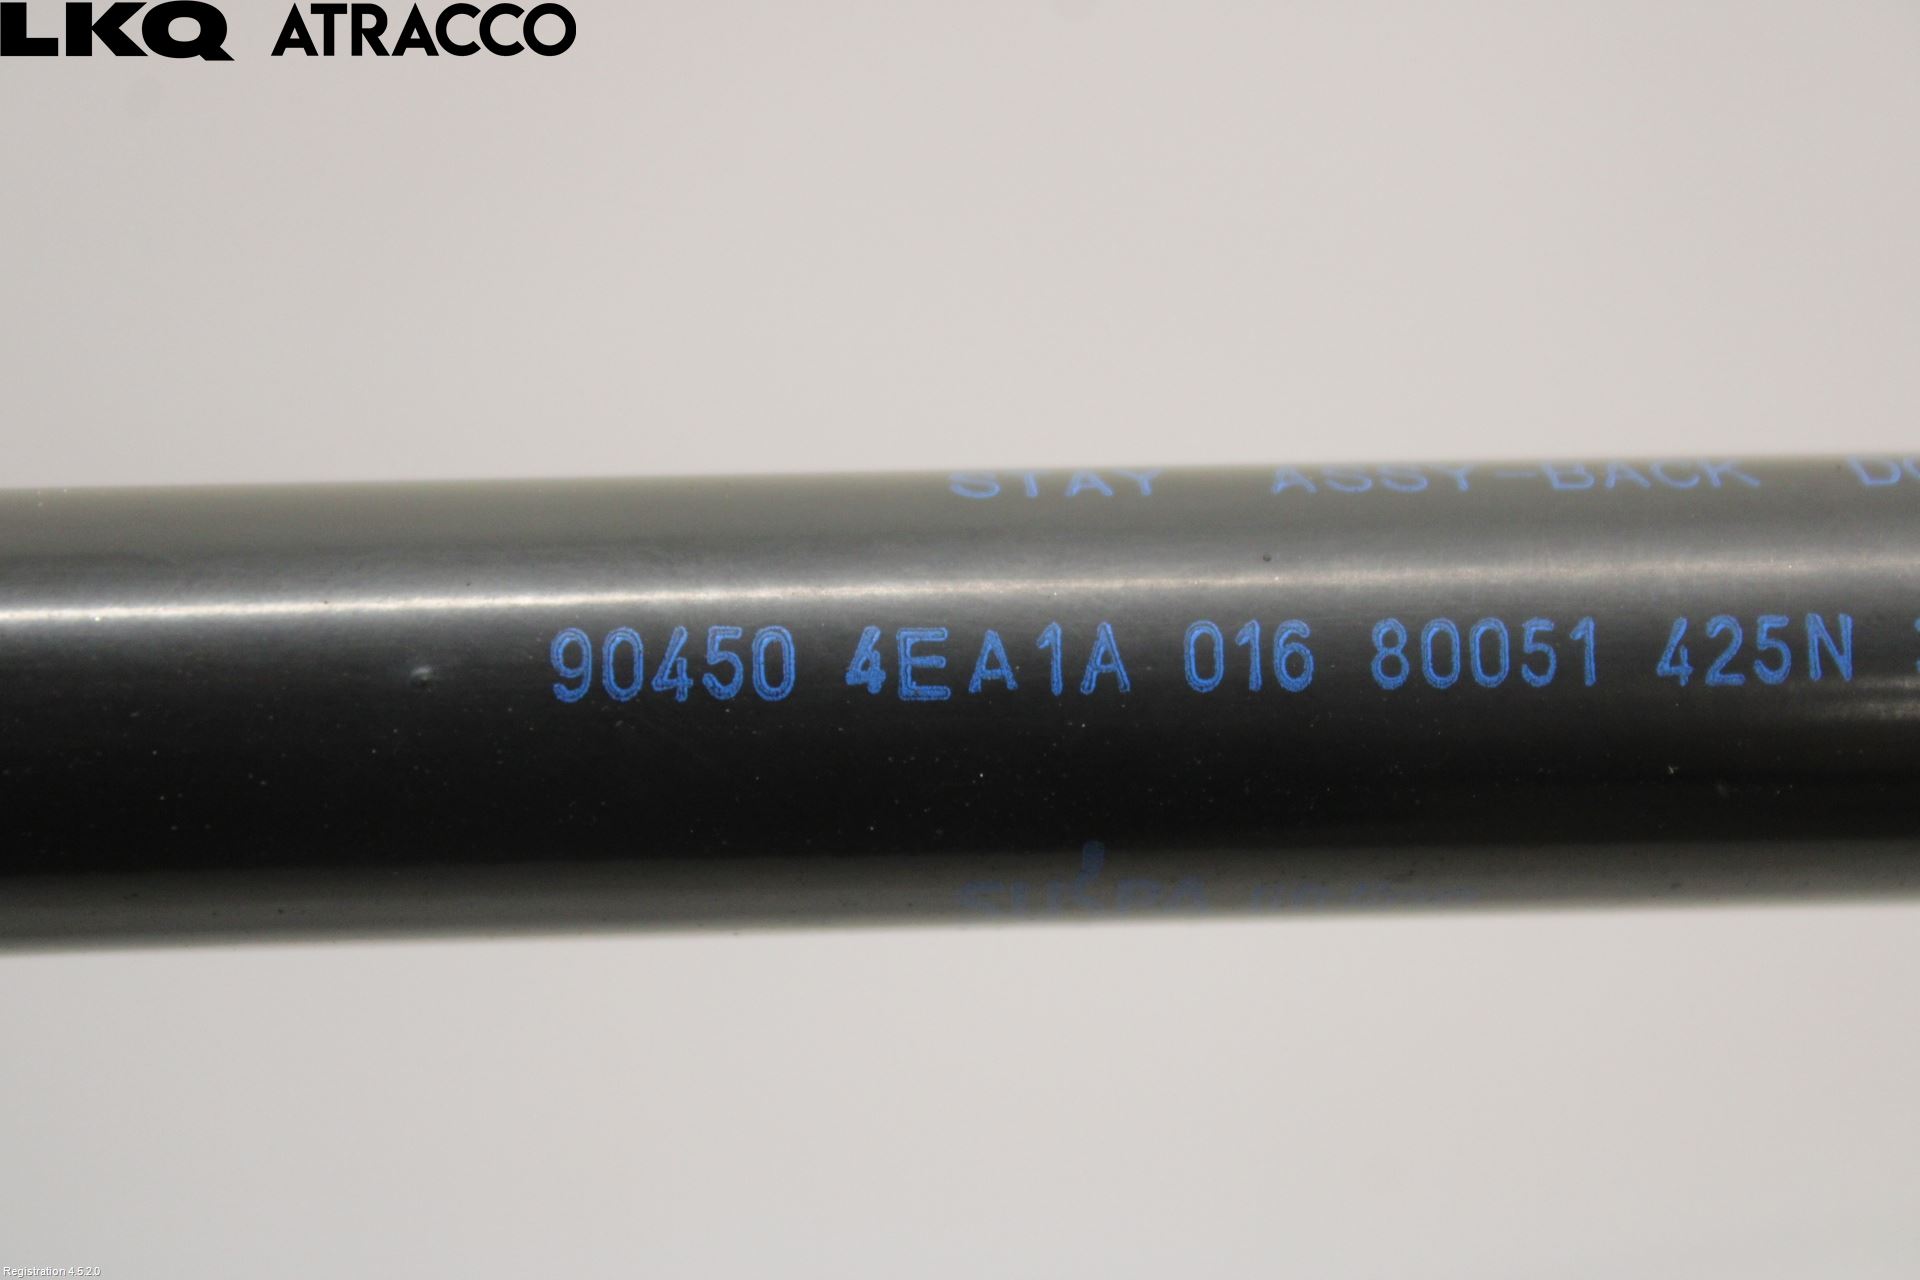 LKQ ATRACCO
STAY ASSY-BACK
90450 4EA1A 016 80051 425N
Registration 4.5.2.0